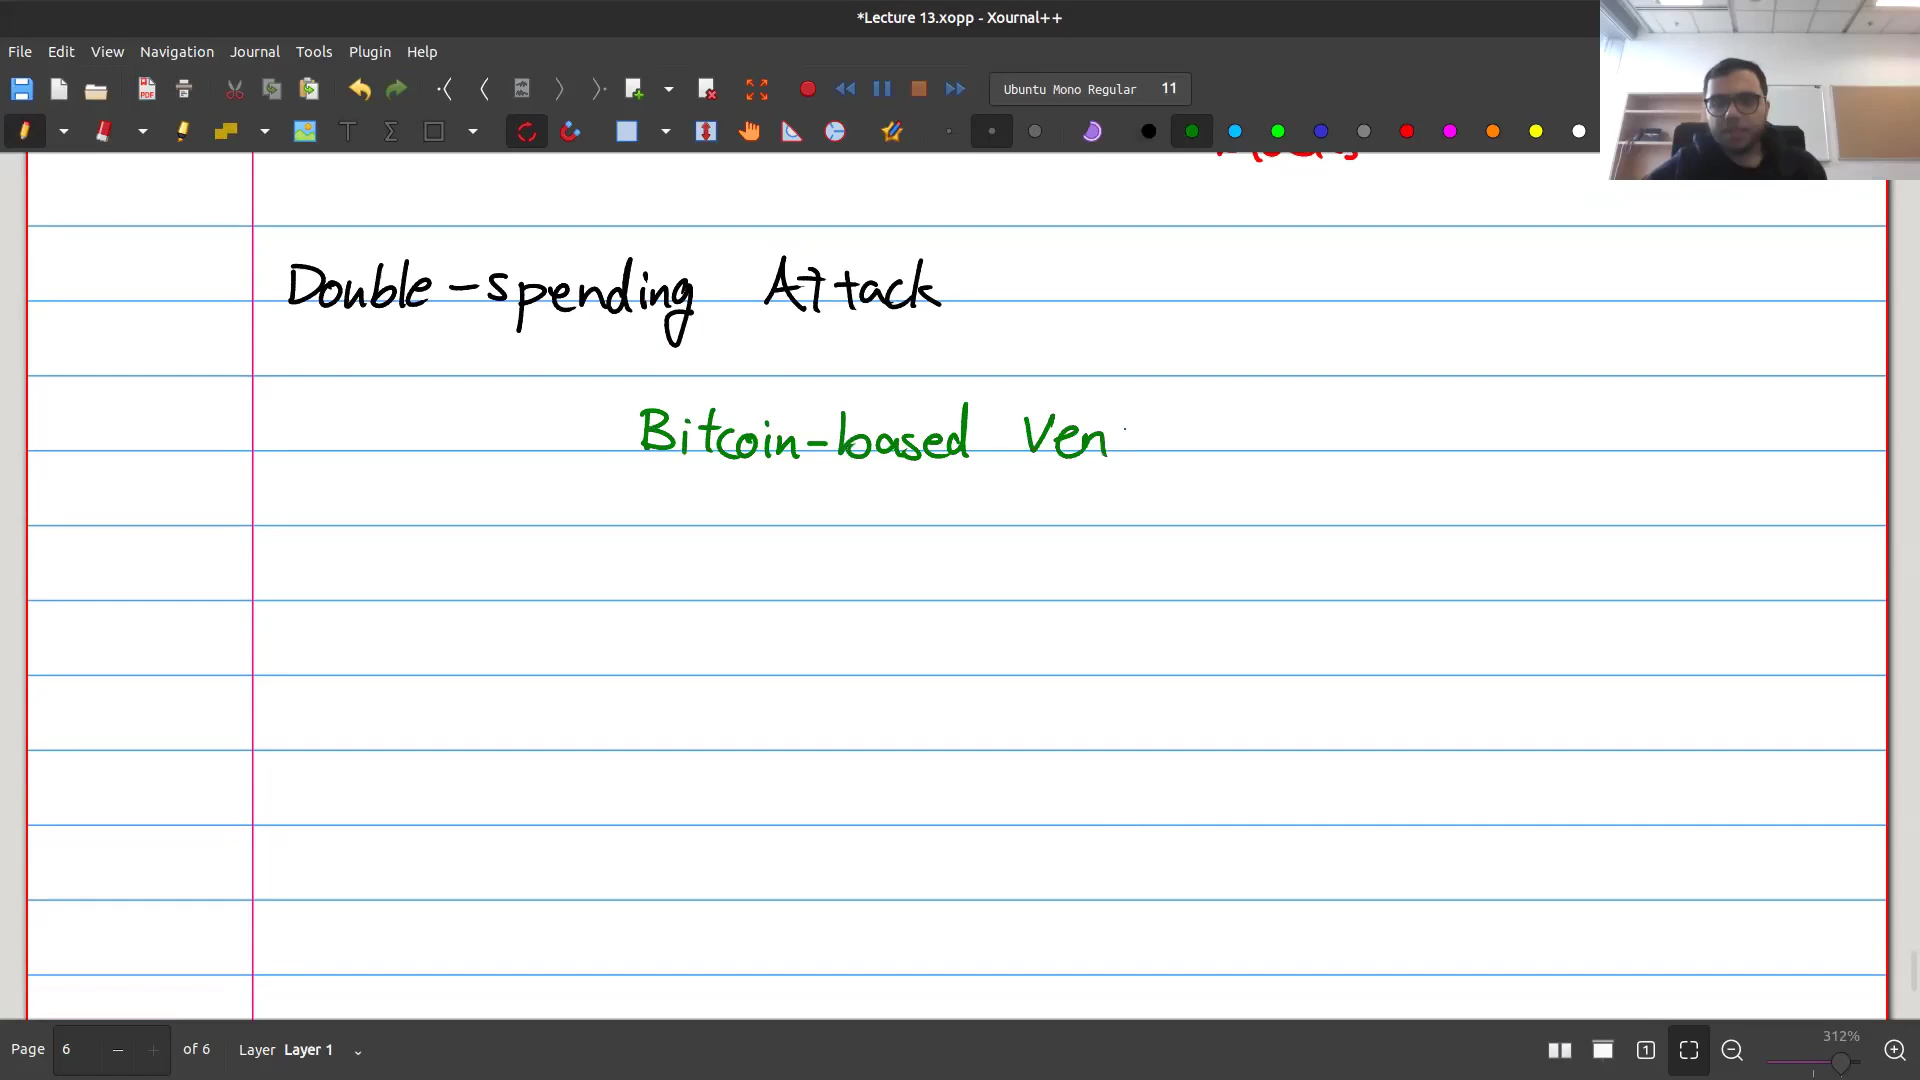 *Lecture 13.xopp - Xournal++
File Edit View Navigation Journal Tools Plugin Help
PDF
Ubuntu Mono Regular 11
Double-spending Attack
Bitcoin-based Ven
Page 6 of 6 Layer Layer 1
312%